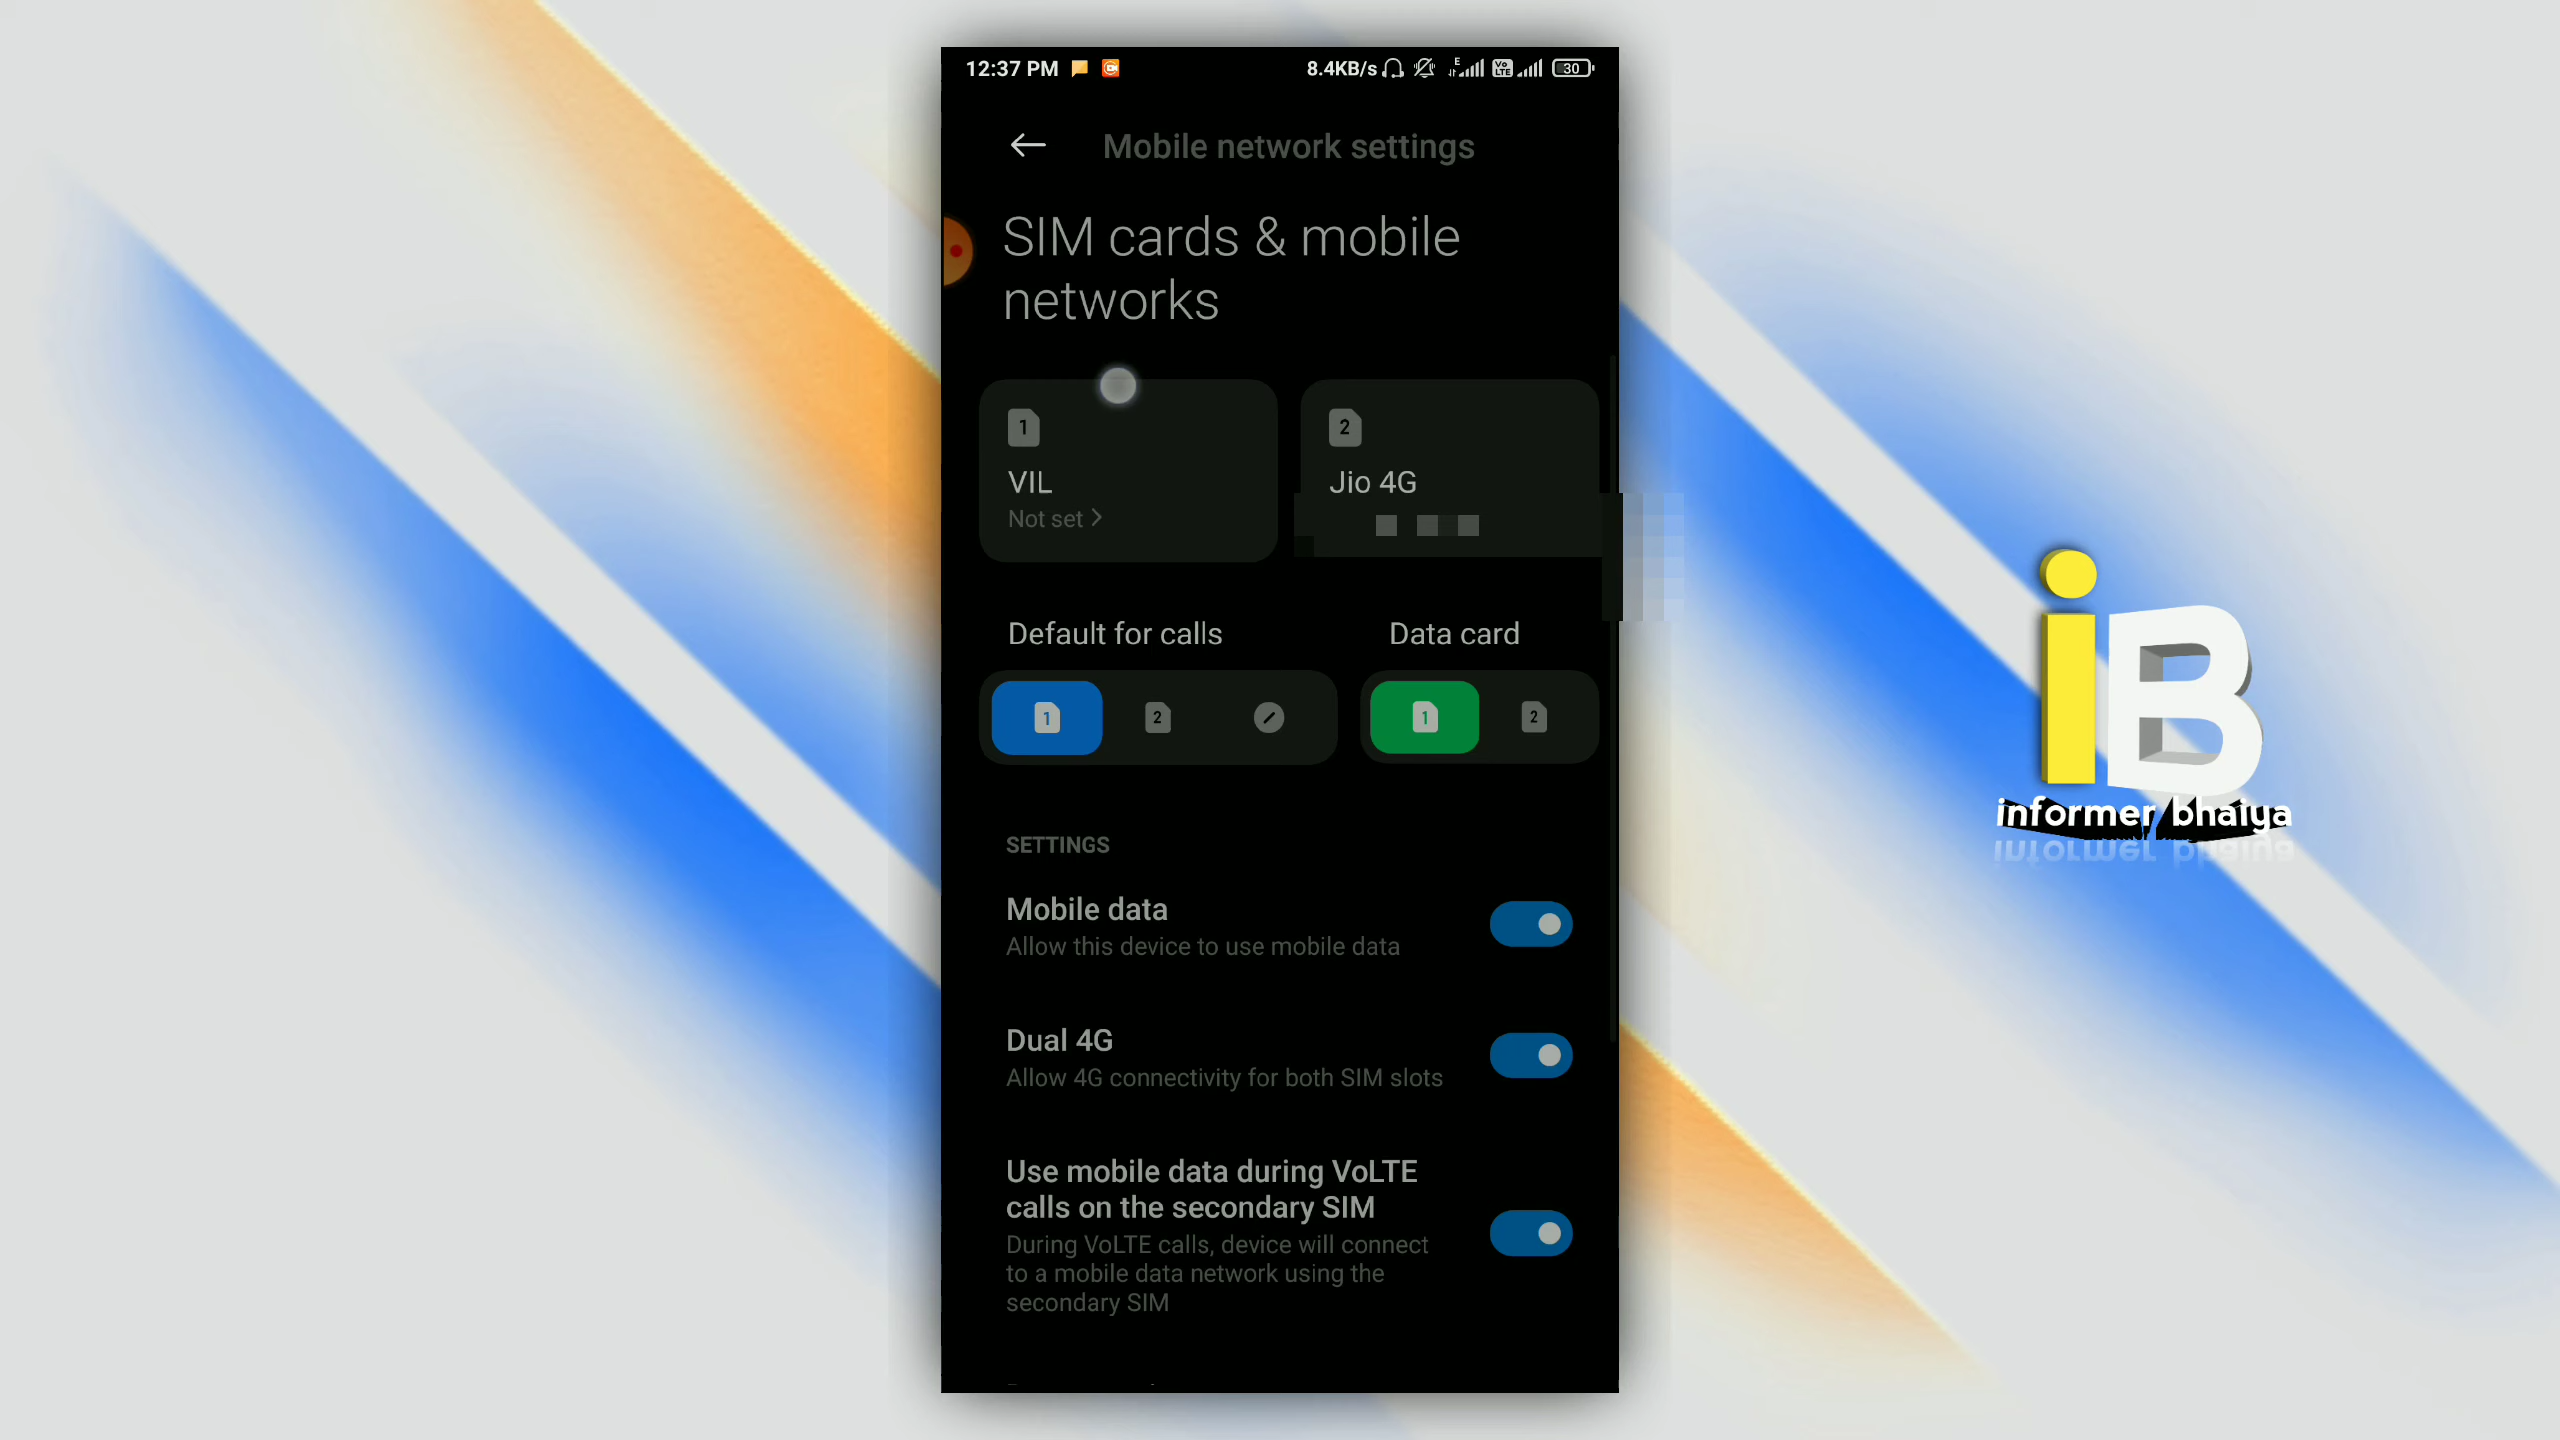 12:37 PM
8.4KB/s
E
Vo
LTE
30
Mobile network settings
SIM cards & mobile
networks
1
VIL
Not set
2
Jio 4G
Default for calls
Data card
1
2
1
2
SETTINGS
Mobile data
Allow this device to use mobile data
Dual 4G
Allow 4G connectivity for both SIM slots
Use mobile data during VoLTE
calls on the secondary SIM
During VoLTE calls, device will connect
to a mobile data network using the
secondary SIM
iB
informer bhaiya